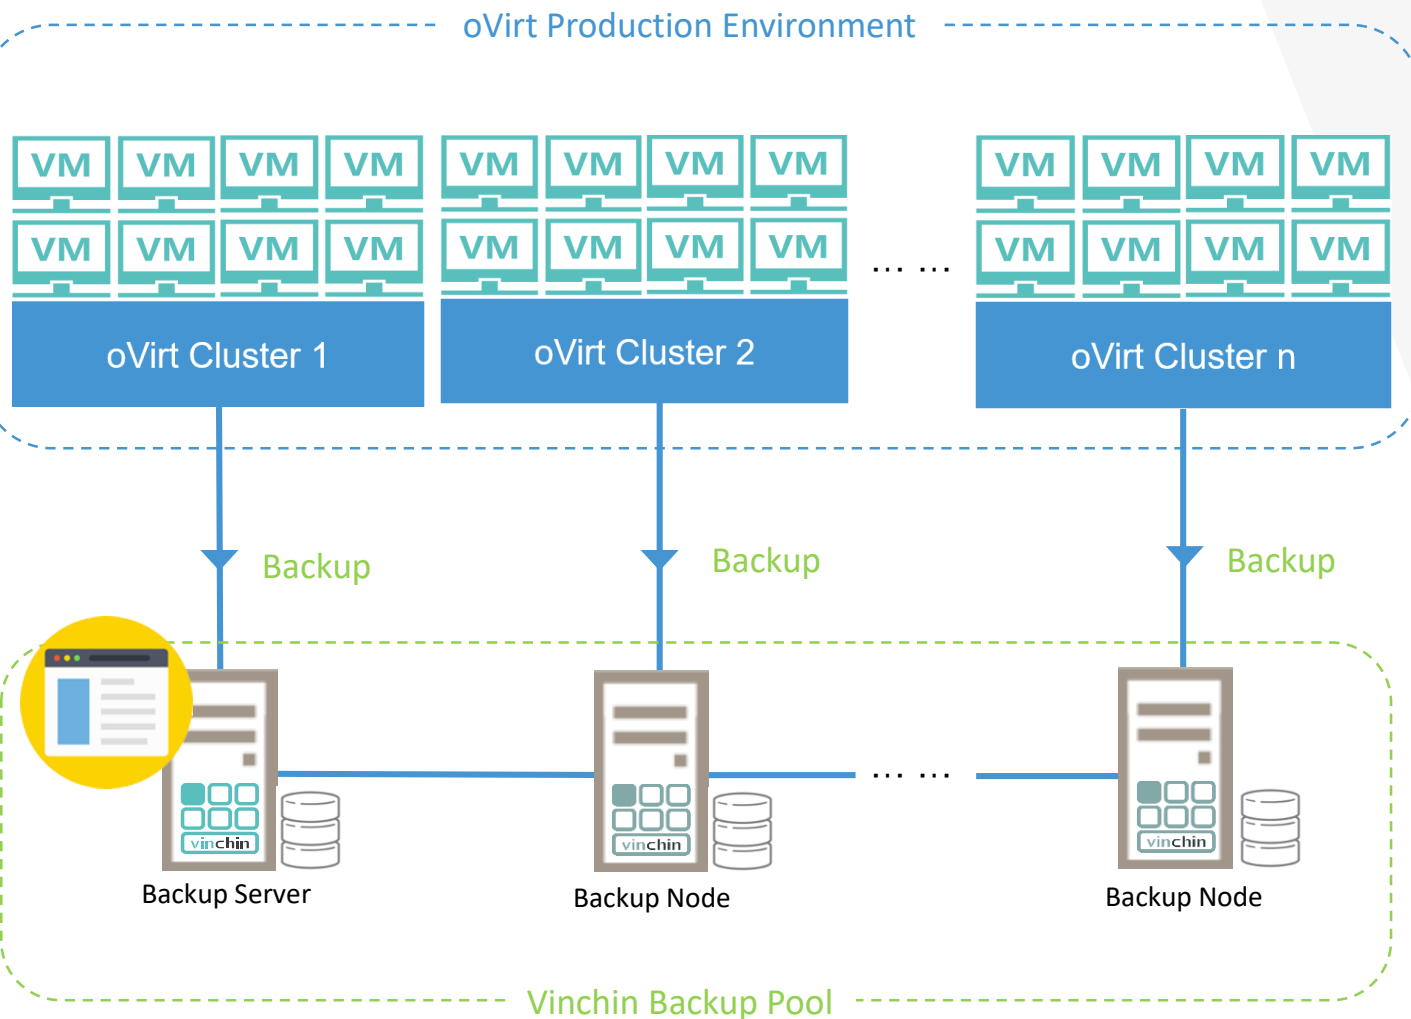 oVirt Production Environment
VM VM VM VM VM VM VM VM VM VM VM VM
VM VM VM VM VM VM VM VM … … VM VM VM VM
oVirt Cluster 1 oVirt Cluster 2 oVirt Cluster n
Backup Backup Backup
… …
vinchin vinchin vinchin
Backup Server Backup Node Backup Node
Vinchin Backup Pool